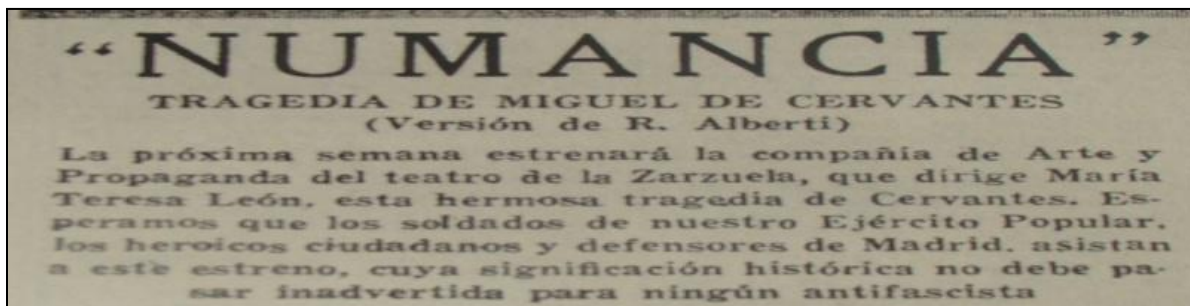 “NUMANCIA”
TRAGEDIA DE MIGUEL DE CERVANTES
(Versión de R. Alberti)
La próxima semana estrenará la compañia de Arte y
Propaganda del teatro de la Zarzuela, que dirige María
Teresa León, esta hermosa tragedia de Cervantes. Es-
peramos que los soldados de nuestro Ejército Popular,
los heroicos ciudadanos y defensores de Madrid, asistan
a este estreno, cuya significación histórica no debe pa-
sar inadvertida para ningún antifascista